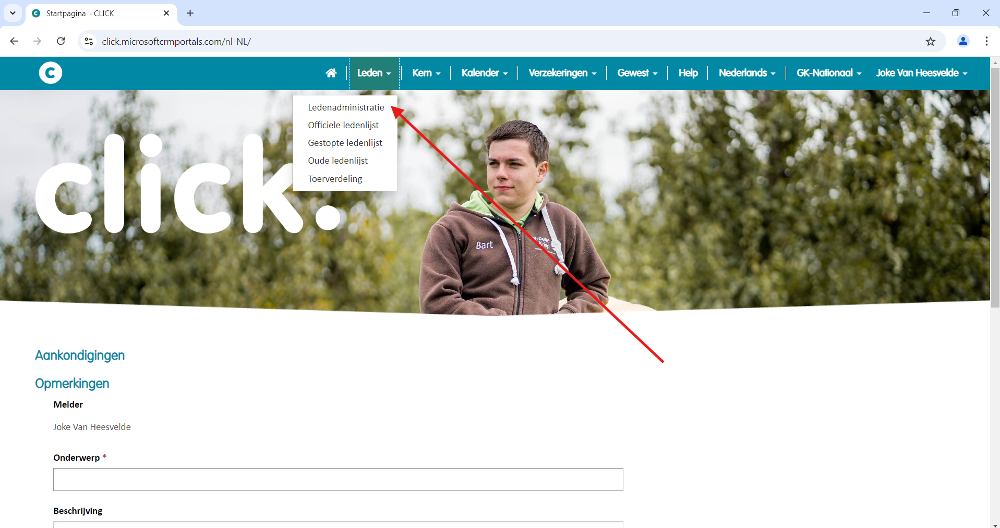 Startpagina · CLICK
click.microsoftcrmportals.com/nl-NL/
C
Leden
Kern
Kalender
Verzekeringen
Gewest
Help
Nederlands
GK-Nationaal
Joke Van Heesvelde
Ledenadministratie
Officiele ledenlijst
Gestopte ledenlijst
Oude ledenlijst
Toerverdeling
click.
Bart
Groene
Kring
Aankondigingen
Opmerkingen
Melder
Joke Van Heesvelde
Onderwerp *
Beschrijving